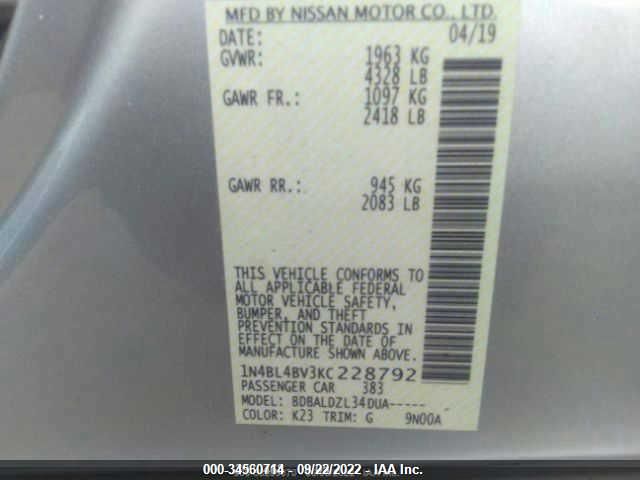 MFD BY NISSAN MOTOR CO., LTD.
DATE: 04/19
GVWR: 1963 KG
4328 LB
GAWR FR.: 1097 KG
2418 LB
GAWR RR.: 945 KG
2083 LB
THIS VEHICLE CONFORMS TO
ALL APPLICABLE FEDERAL
MOTOR VEHICLE SAFETY,
BUMPER, AND THEFT
PREVENTION STANDARDS IN
EFFECT ON THE DATE OF
MANUFACTURE SHOWN ABOVE.
1N4BL4BV3KC228792
PASSENGER CAR 383
MODEL: BDBALDZL34DUA-----
COLOR: K23 TRIM: G 9N00A
000-34560714 - 09/22/2022 - IAA Inc.